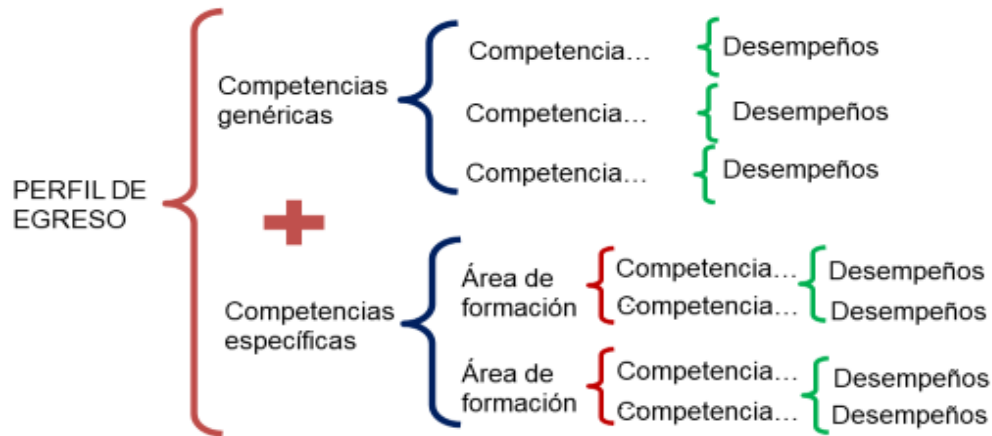 PERFIL DE
EGRESO
Competencias
genéricas
Competencia…
Desempeños
Competencia…
Desempeños
Competencia…
Desempeños
Competencias
específicas
Área de
formación
Competencia…
Desempeños
Competencia…
Desempeños
Área de
formación
Competencia…
Desempeños
Competencia…
Desempeños